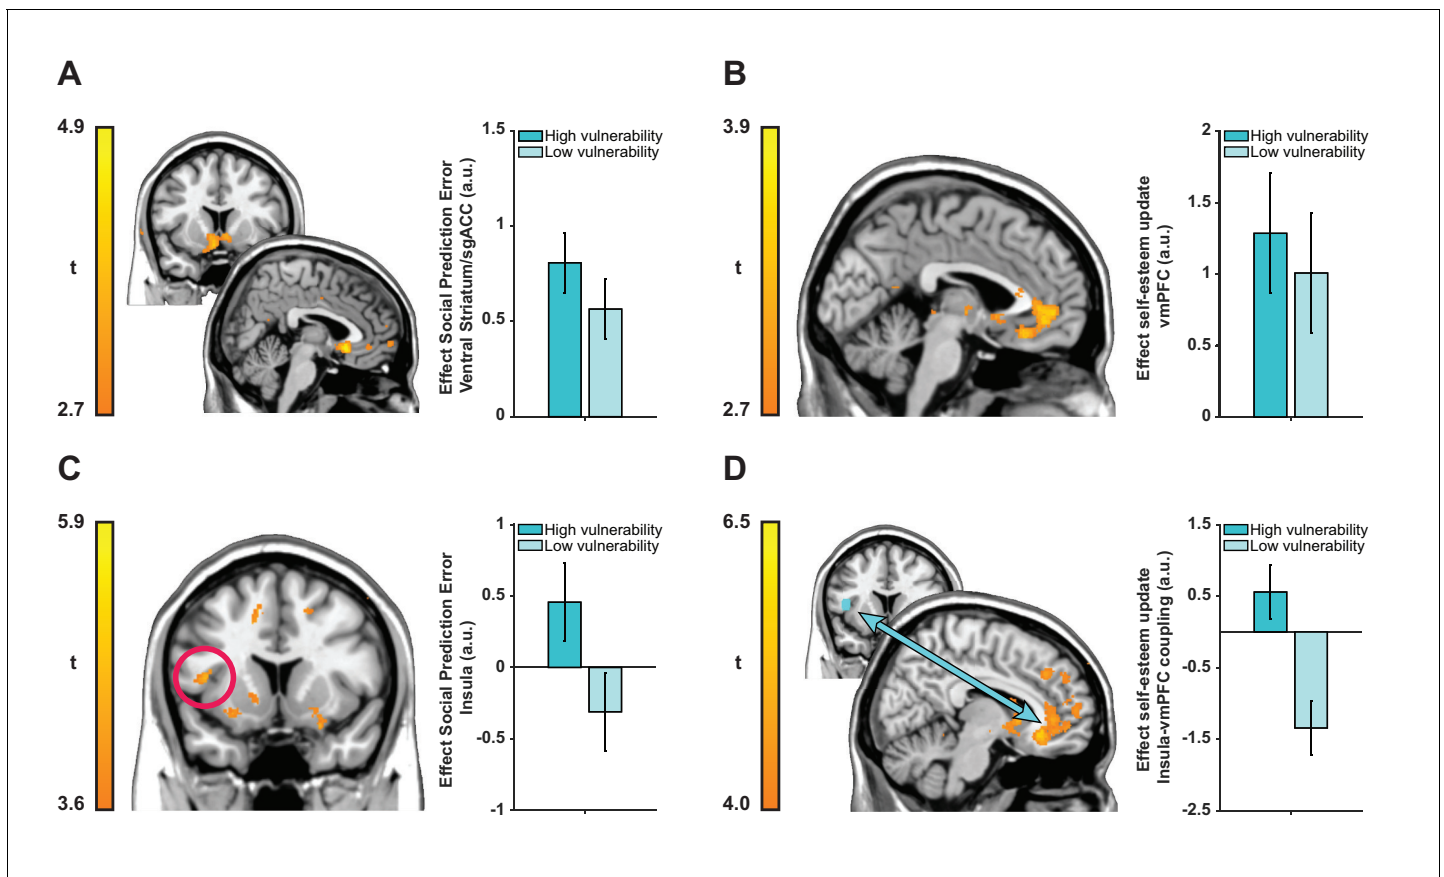 A
4.9
t
2.7
Effect Social Prediction Error
Ventral Striatum/sgACC (a.u.)
1.5
1
0.5
0
High vulnerability
Low vulnerability
B
3.9
t
2.7
Effect self-esteem update
vmPFC (a.u.)
2
1.5
1
0.5
0
High vulnerability
Low vulnerability
C
5.9
t
3.6
Effect Social Prediction Error
Insula (a.u.)
1
0.5
0
-0.5
-1
High vulnerability
Low vulnerability
D
6.5
t
4.0
Effect self-esteem update
Insula-vmPFC coupling (a.u.)
1.5
0.5
-0.5
-1.5
-2.5
High vulnerability
Low vulnerability